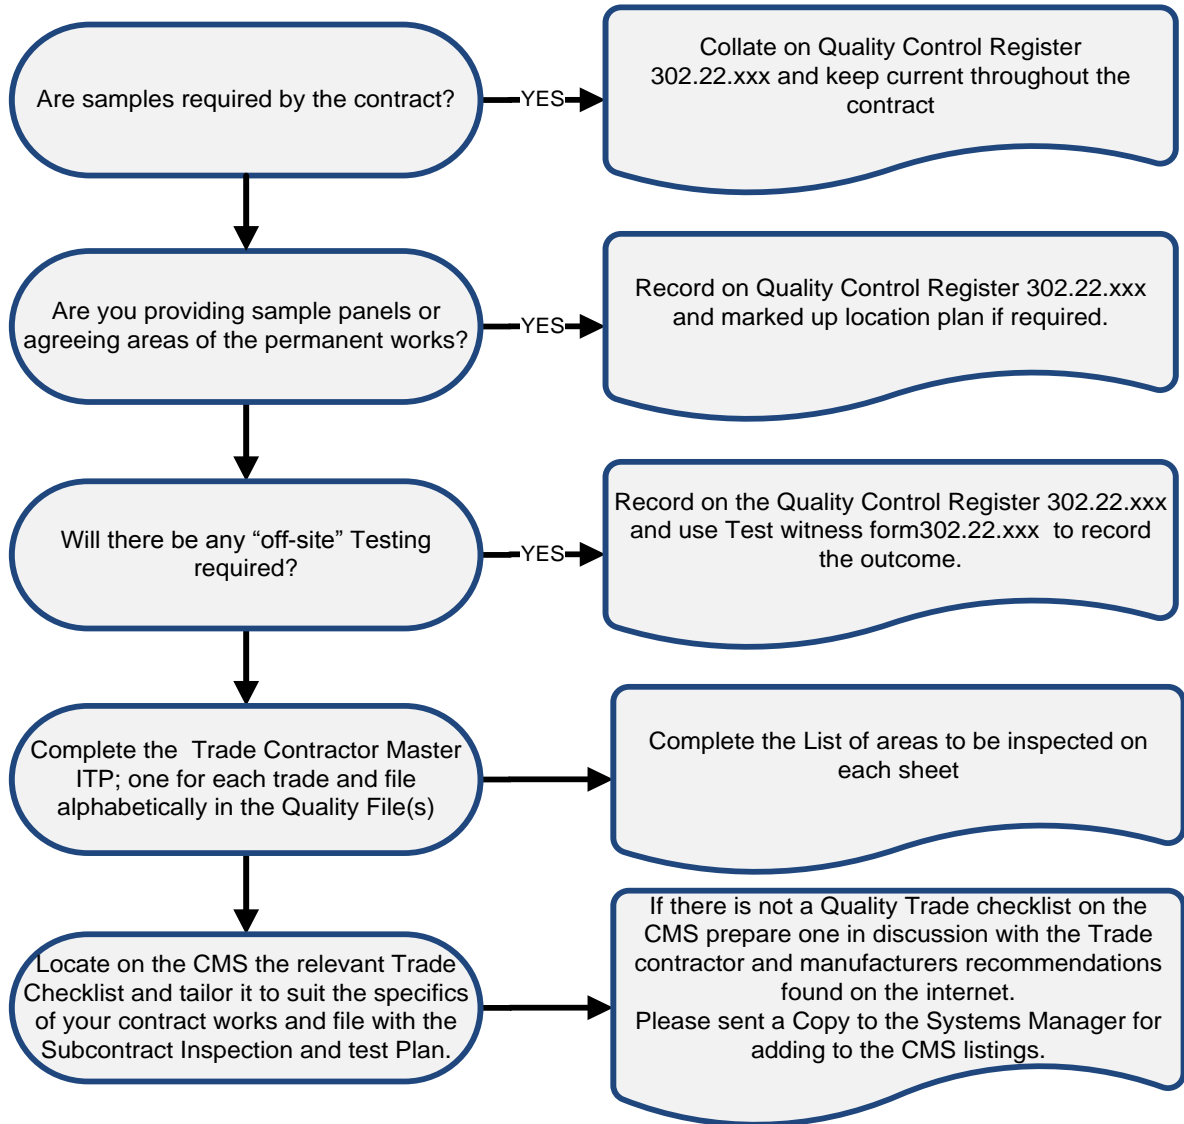 Are samples required by the contract?
YES
Collate on Quality Control Register
302.22.xxx and keep current throughout the
contract
Are you providing sample panels or
agreeing areas of the permanent works?
YES
Record on Quality Control Register 302.22.xxx
and marked up location plan if required.
Will there be any “off-site” Testing
required?
YES
Record on the Quality Control Register 302.22.xxx
and use Test witness form302.22.xxx  to record
the outcome.
Complete the  Trade Contractor Master
ITP; one for each trade and file
alphabetically in the Quality File(s)
Complete the List of areas to be inspected on
each sheet
Locate on the CMS the relevant Trade
Checklist and tailor it to suit the specifics
of your contract works and file with the
Subcontract Inspection and test Plan.
If there is not a Quality Trade checklist on the
CMS prepare one in discussion with the Trade
contractor and manufacturers recommendations
found on the internet.
Please sent a Copy to the Systems Manager for
adding to the CMS listings.